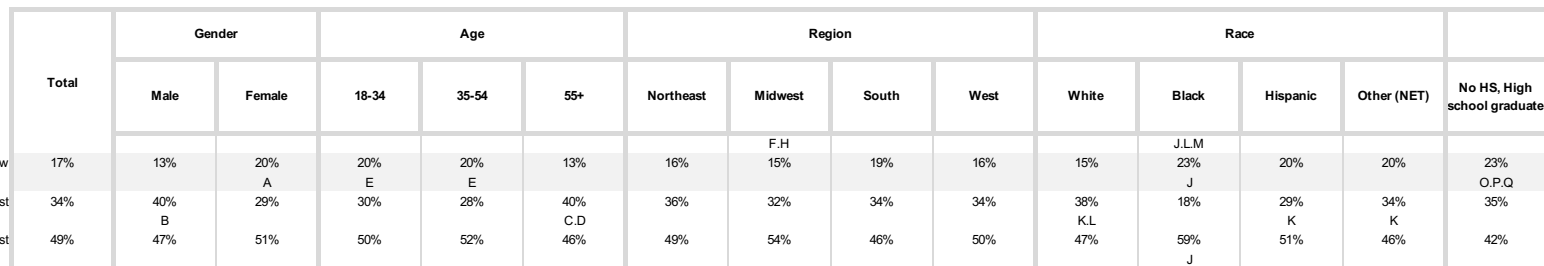 Gender Age Region Race
Total Male Female 18-34 35-54 55+ Northeast Midwest South West White Black Hispanic Other (NET) No HS, High
school graduate
F.H J.L.M
w 17% 13% 20% 20% 20% 13% 16% 15% 19% 16% 15% 23% 20% 20% 23%
A E E J O.P.Q
st 34% 40% 29% 30% 28% 40% 36% 32% 34% 34% 38% 18% 29% 34% 35%
B C.D K.L K K
st 49% 47% 51% 50% 52% 46% 49% 54% 46% 50% 47% 59% 51% 46% 42%
J